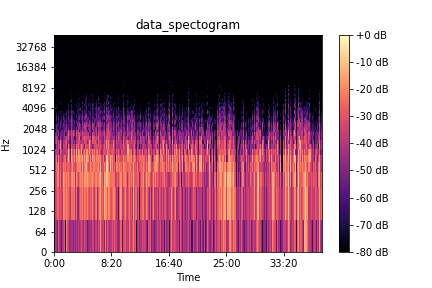 data_spectogram
Hz
32768
16384
8192
4096
2048
1024
512
256
128
64
0
0:00 8:20 16:40 25:00 33:20
Time
+0 dB
-10 dB
-20 dB
-30 dB
-40 dB
-50 dB
-60 dB
-70 dB
-80 dB